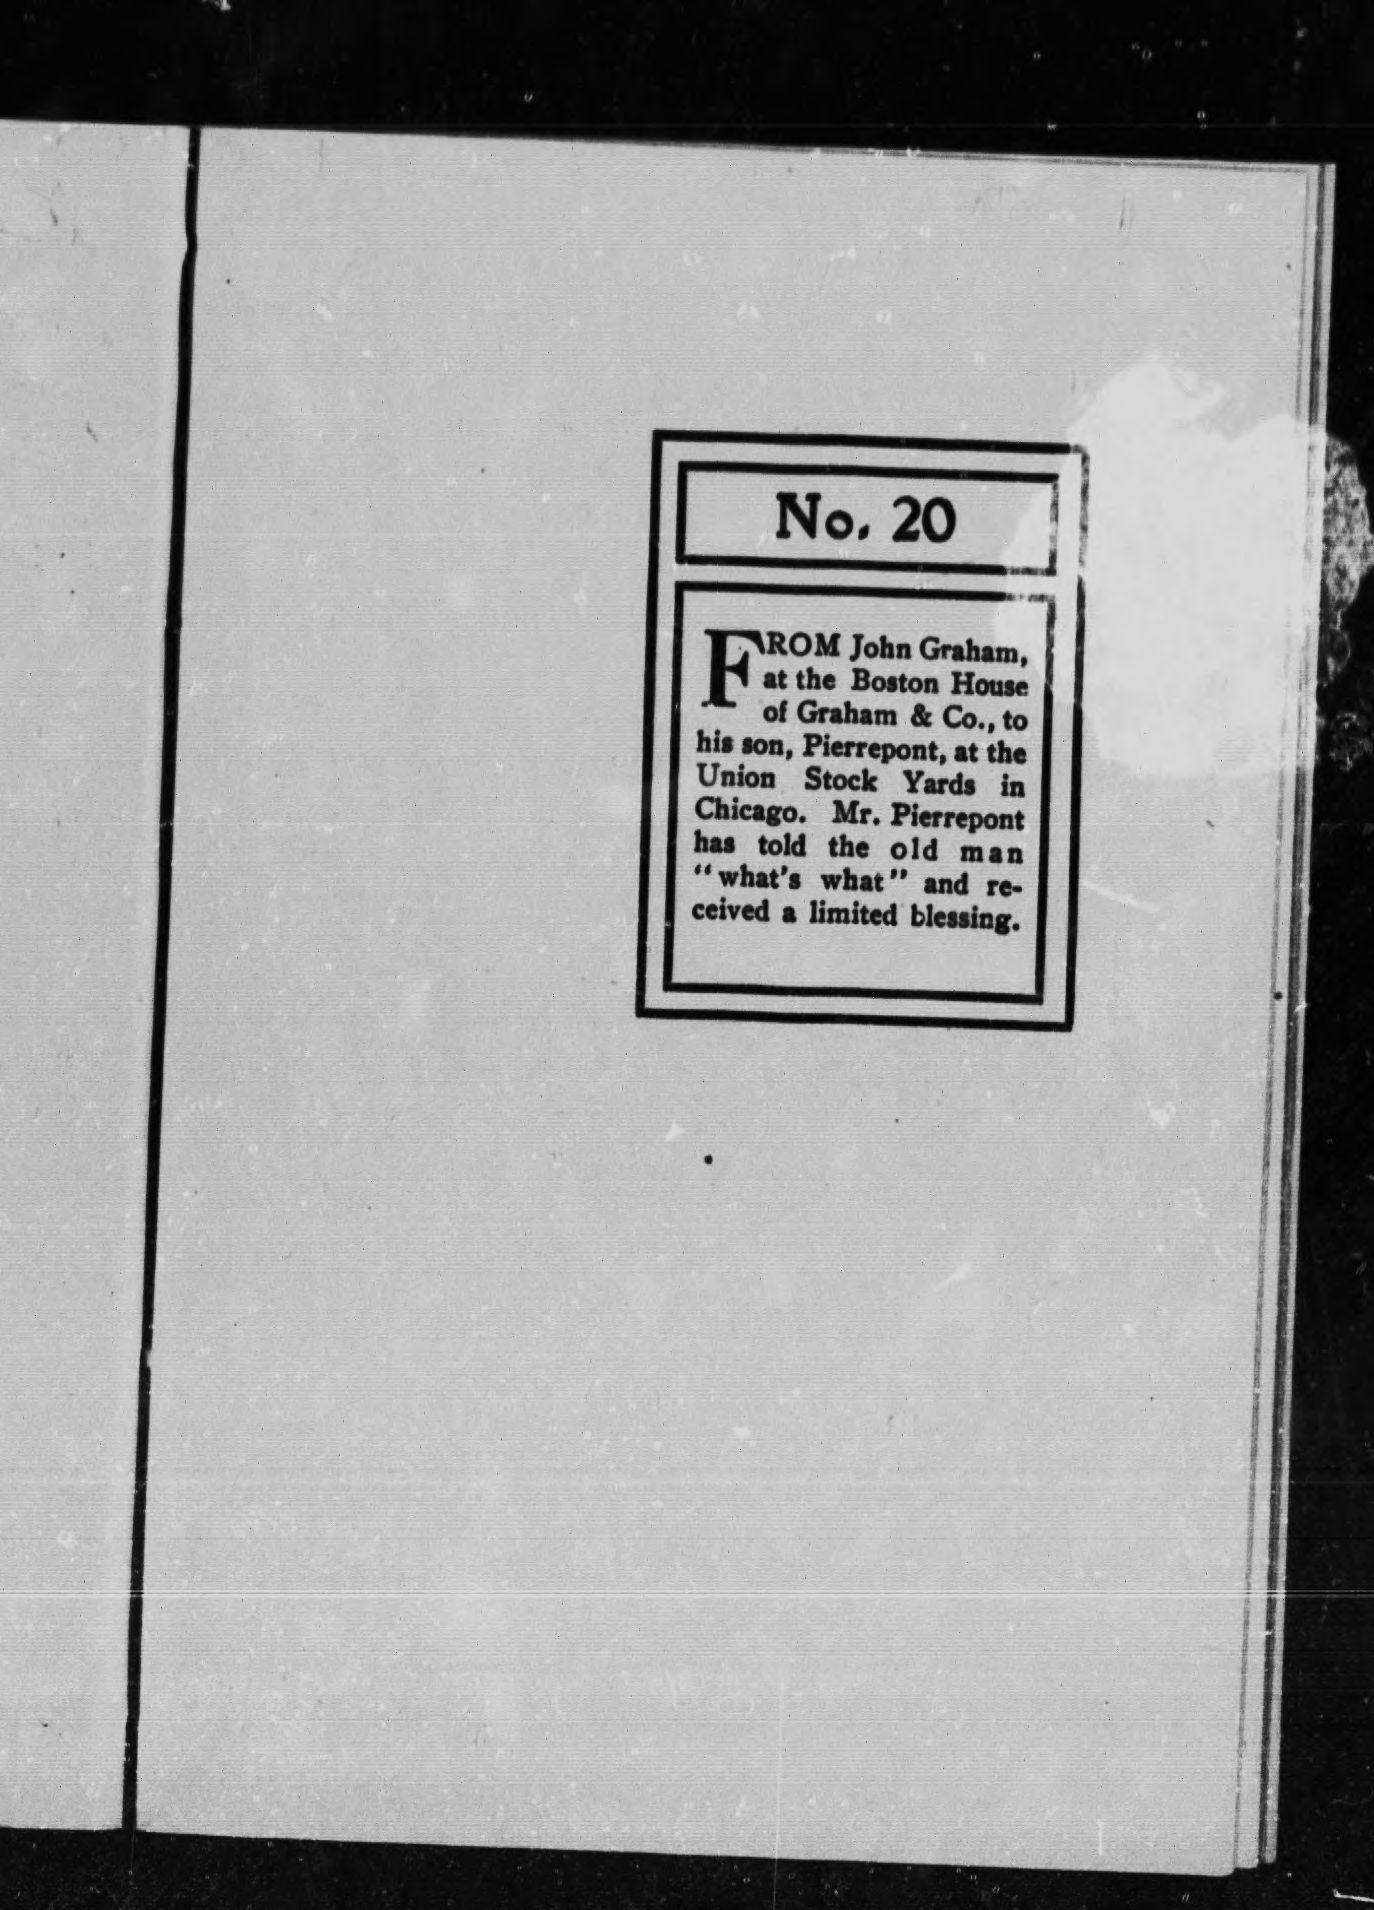 No. 20
FROM John Graham,
at the Boston House
of Graham & Co., to
his son, Pierrepont, at the
Union Stock Yards in
Chicago. Mr. Pierrepont
has told the old man
"what's what" and re-
ceived a limited blessing.